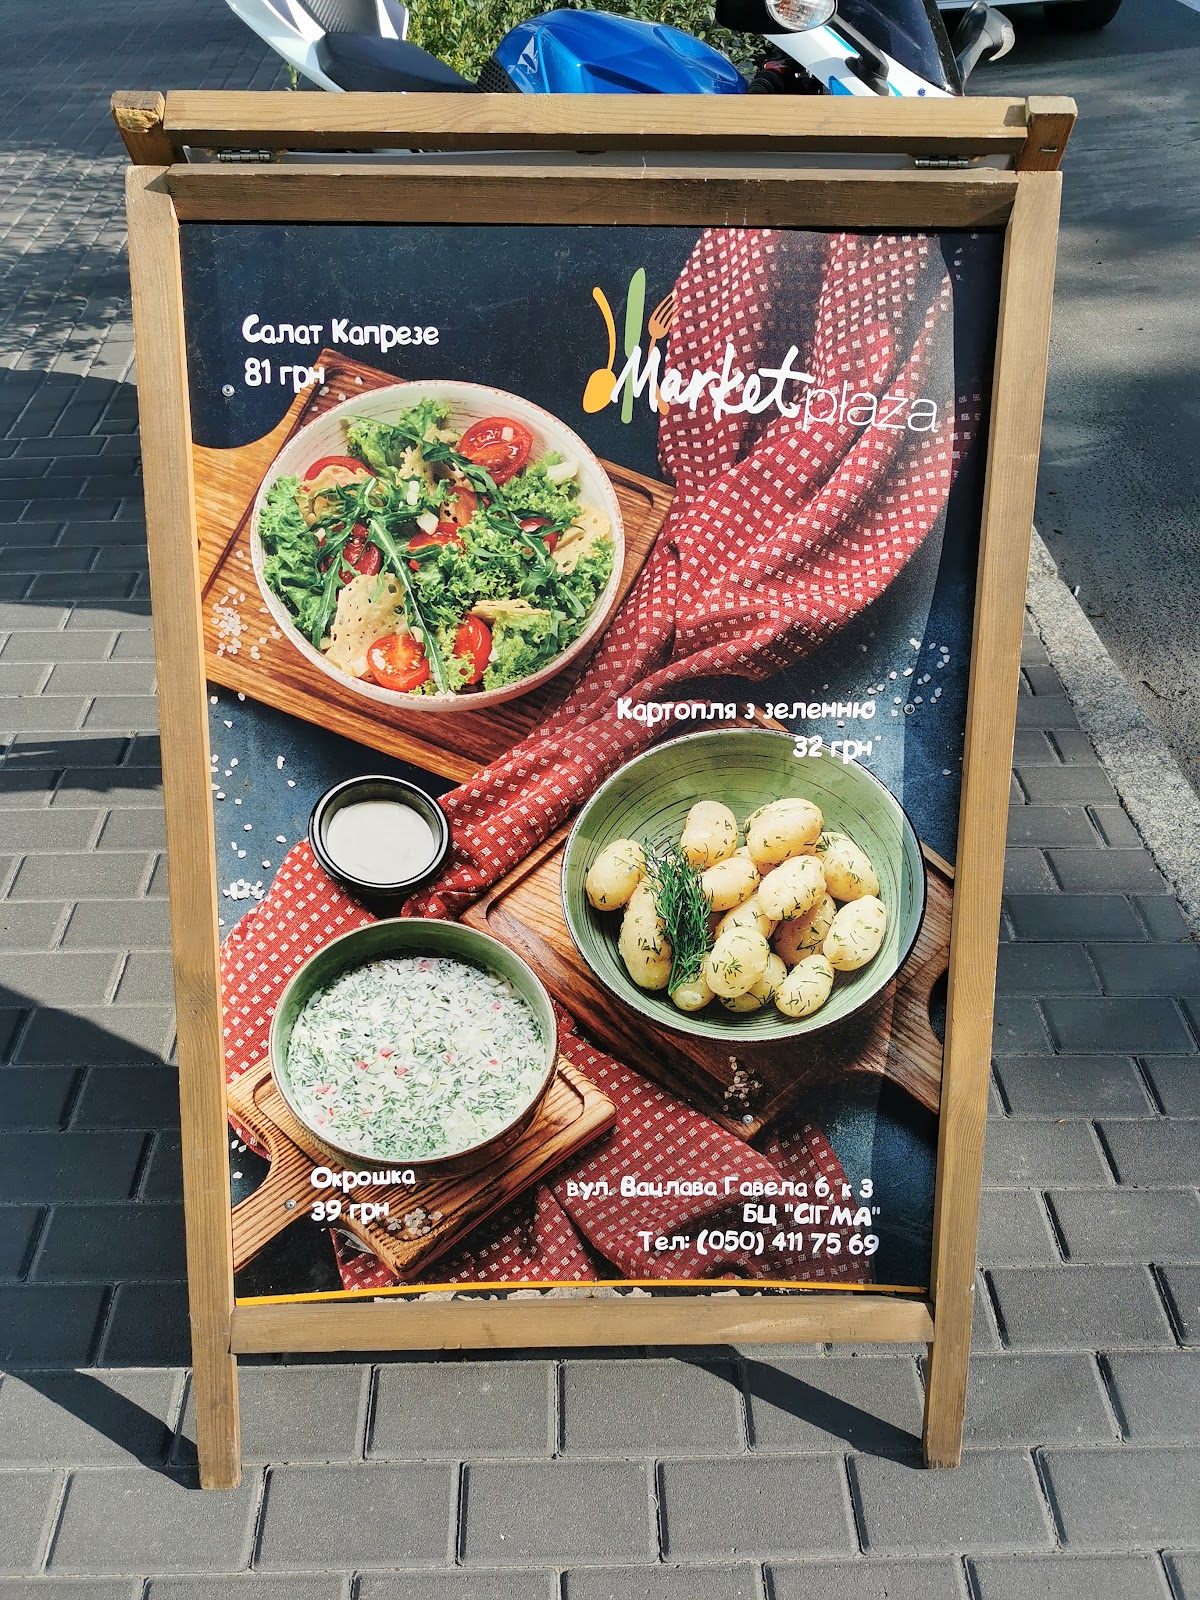 Салат Капрезе
81 грн
Market plaza
Картопля з зеленню
32 грн
Окрошка
39 грн
вул. Вацлава Гавела 6, к 3
БЦ "СІГМА"
Тел: (050) 411 75 69